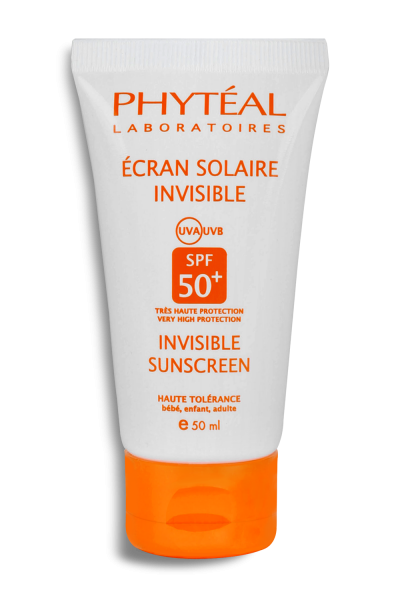 PHYTÉAL
LABORATOIRES
ÉCRAN SOLAIRE
INVISIBLE
UVA UVB
SPF
50+
TRÈS HAUTE PROTECTION
VERY HIGH PROTECTION
INVISIBLE
SUNSCREEN
HAUTE TOLÉRANCE
bébé, enfant, adulte
e 50 ml